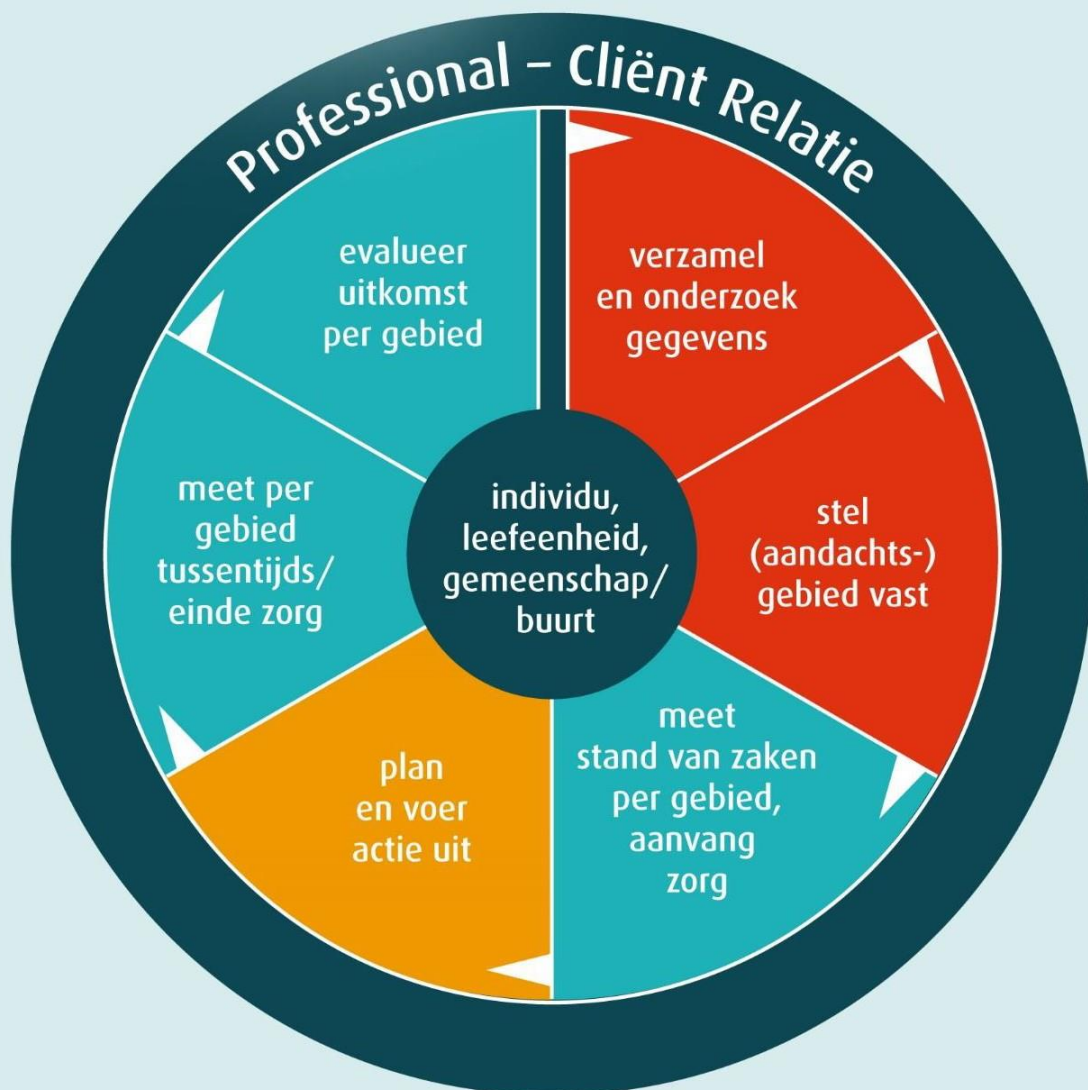 Professional – Cliënt Relatie
verzamel
en onderzoek
gegevens
stel
(aandachts-)
gebied vast
meet
stand van zaken
per gebied,
aanvang
zorg
plan
en voer
actie uit
meet per
gebied
tussentijds/
einde zorg
evalueer
uitkomst
per gebied
individu,
leefeenheid,
gemeenschap/
buurt